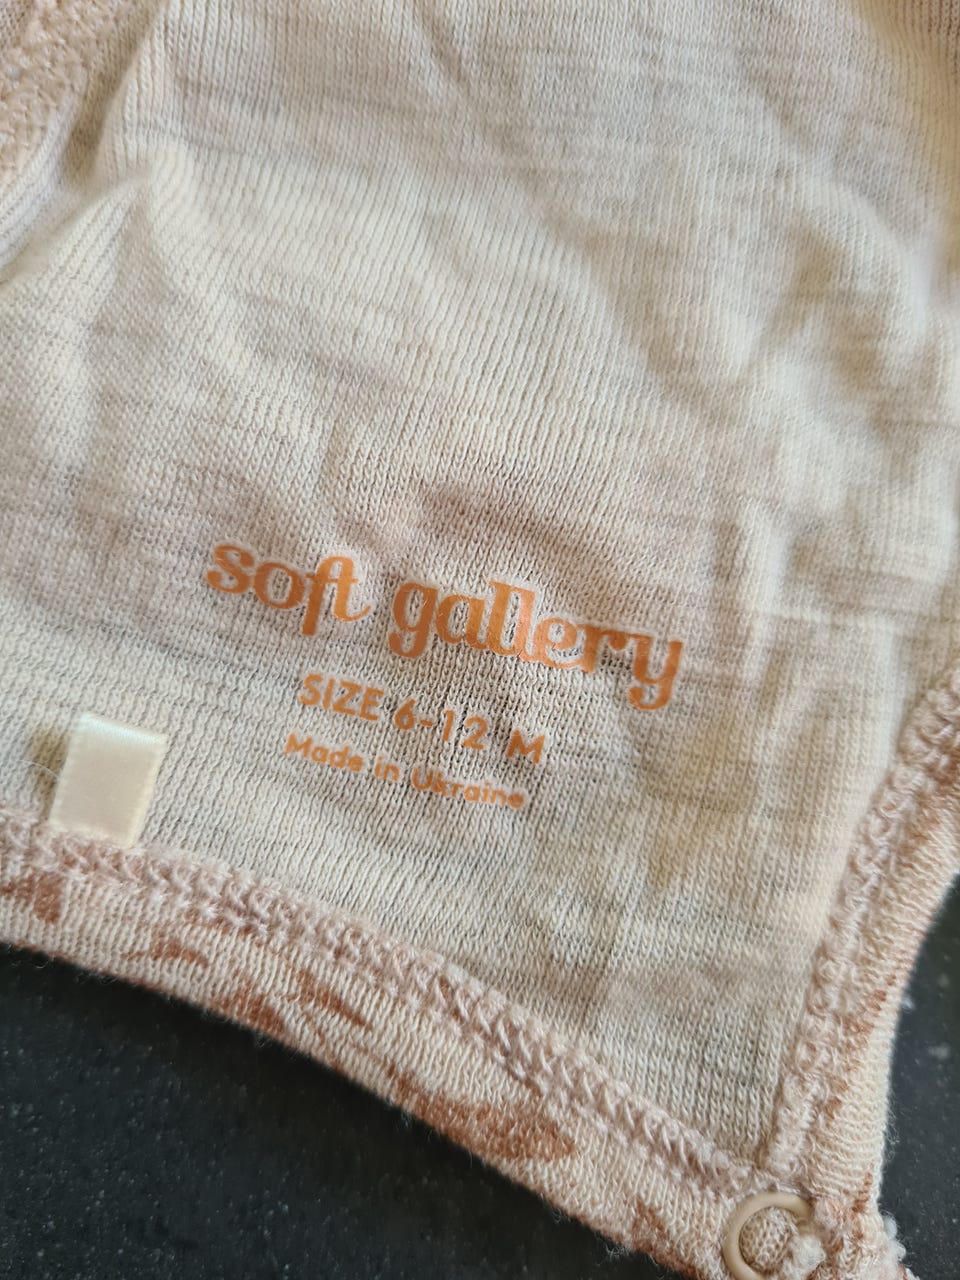 soft gallery
SIZE 6-12 M
Made in Ukraine